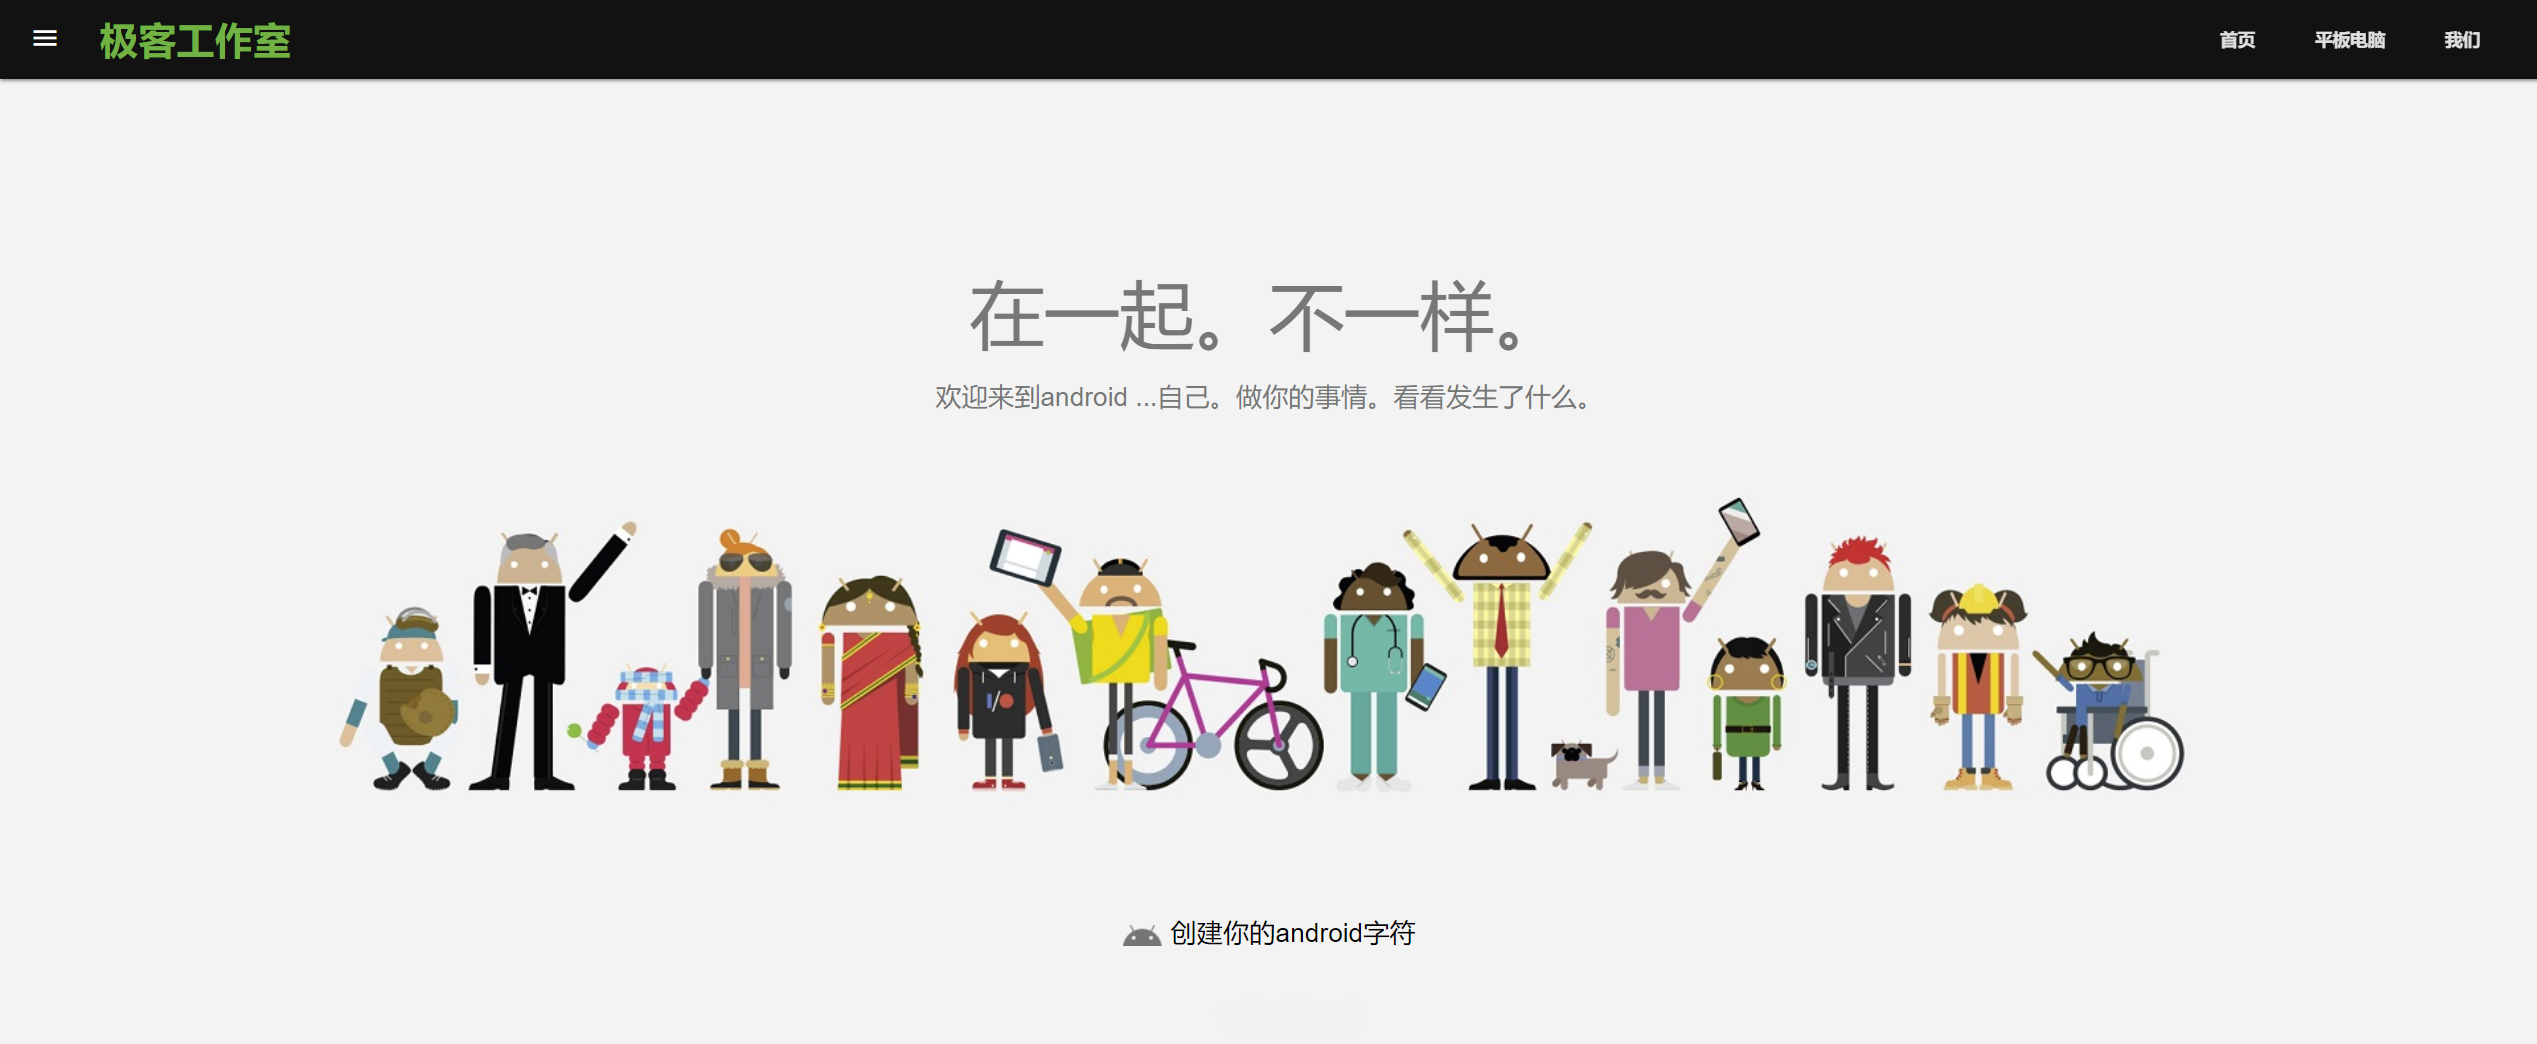 极客工作室
首页 平板电脑 我们
在一起。不一样。
欢迎来到android ...自己。做你的事情。看看发生了什么。
创建你的android字符